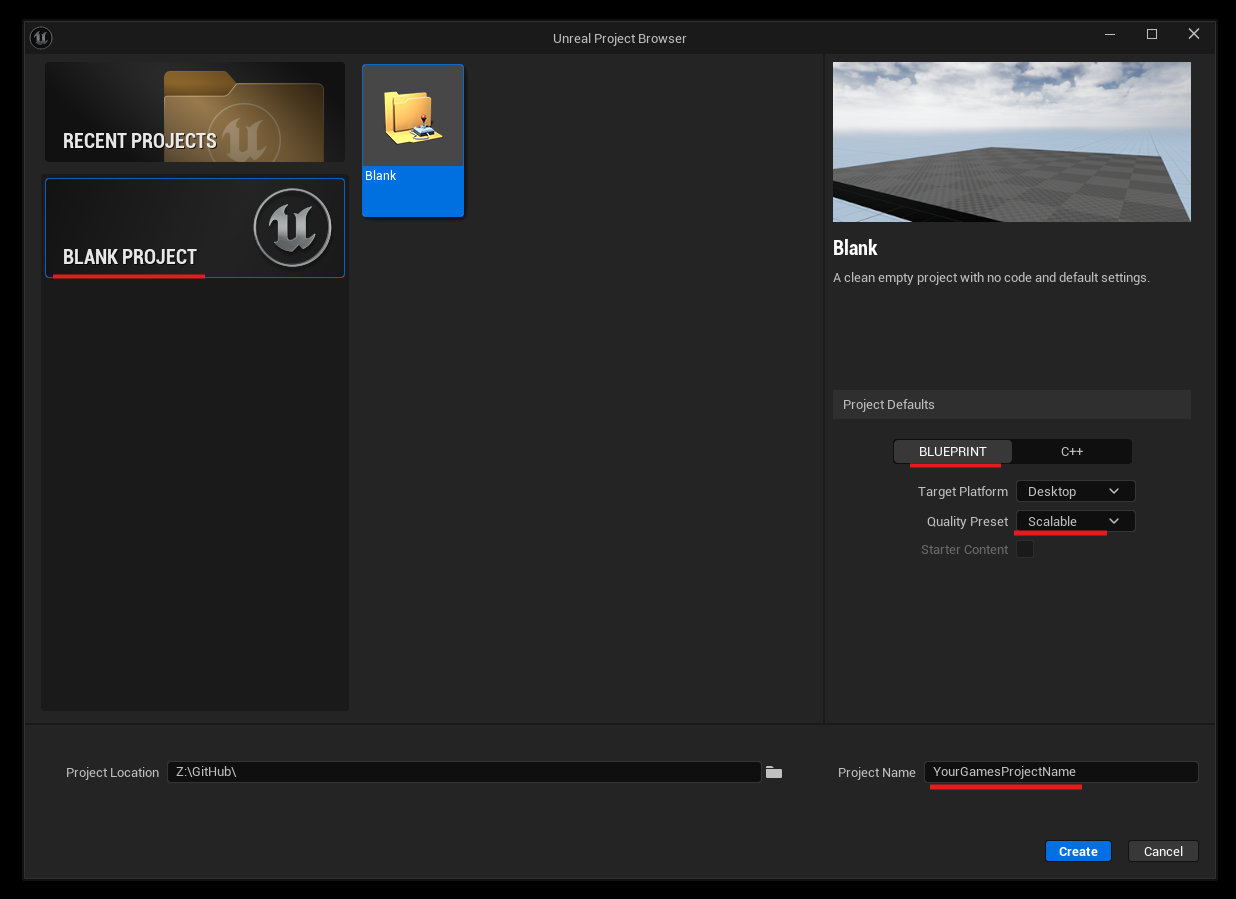 Unreal Project Browser
RECENT PROJECTS
BLANK PROJECT
Blank
Blank
A clean empty project with no code and default settings.
Project Defaults
BLUEPRINT C++
Target Platform Desktop
Quality Preset Scalable
Starter Content
Project Location Z:\GitHub\
Project Name YourGamesProjectName
Create Cancel